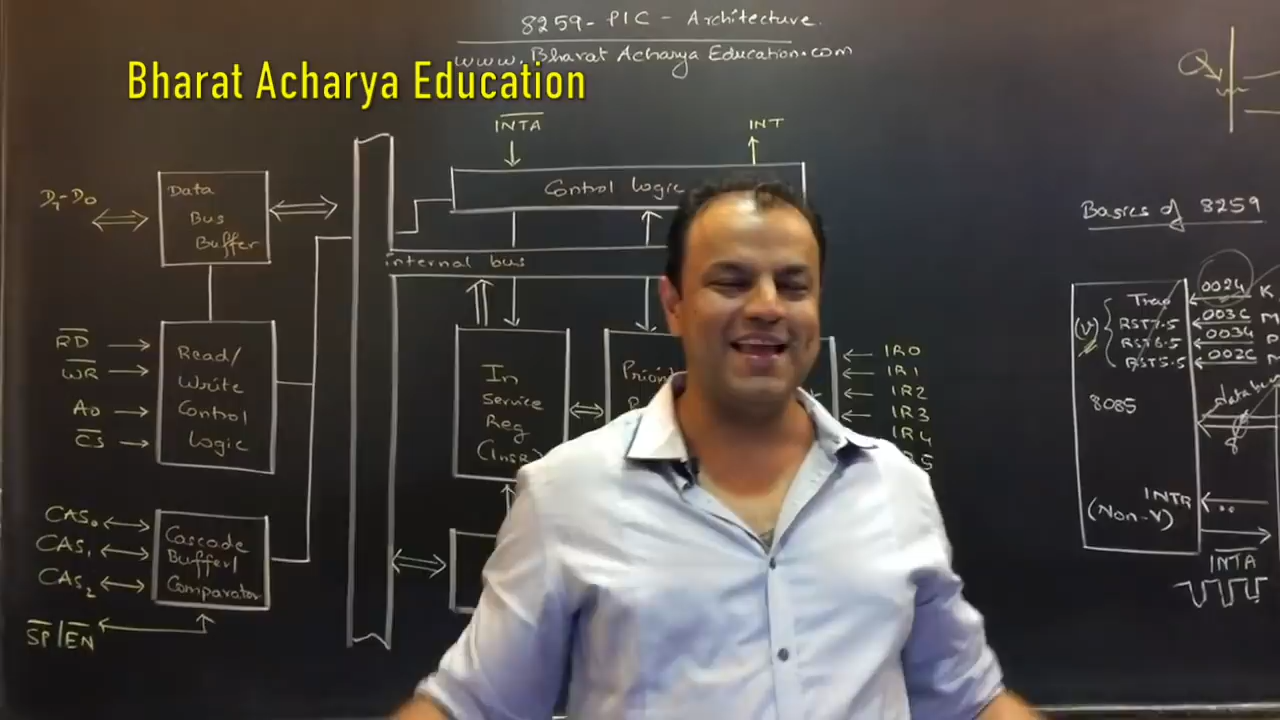 8259 - PIC - Architecture.
www.Bharat Acharya Education.com
Bharat Acharya Education
INTA
INT
Control logic
D7-D0
Data
Bus
Buffer
internal bus
RD
WR
A0
CS
Read/
Write
Control
Logic
In
Service
Reg
(InSR)
IR0
IR1
IR2
IR3
IR4
CAS0
CAS1
CAS2
SP/EN
Cascade
Buffer/
Comparator
Basics of 8259
(V)
Trap
RST7.5
RST6.5
RST5.5
0024
003C
0034
002C
8085
data bus
INTR
(Non-V)
INTA